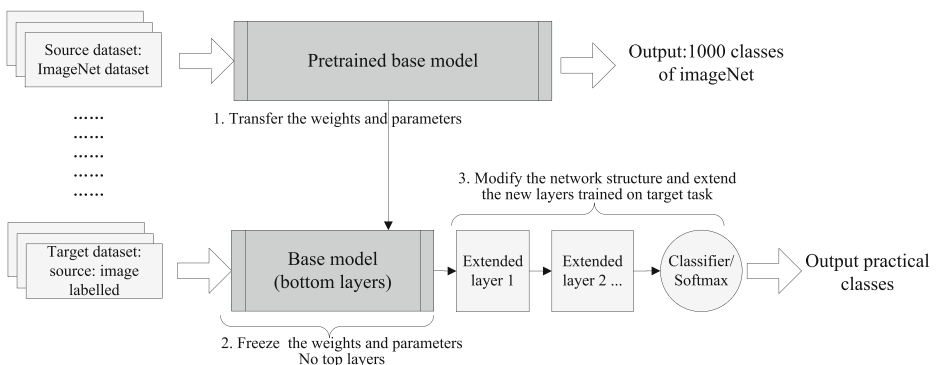 Source dataset:
ImageNet dataset
Pretrained base model
Output:1000 classes
of imageNet
1. Transfer the weights and parameters
……
……
……
……
……
3. Modify the network structure and extend
the new layers trained on target task
Target dataset:
source: image
labelled
Base model
(bottom layers)
Extended
layer 1
Extended
layer 2 ...
Classifier/
Softmax
Output practical
classes
2. Freeze the weights and parameters
No top layers